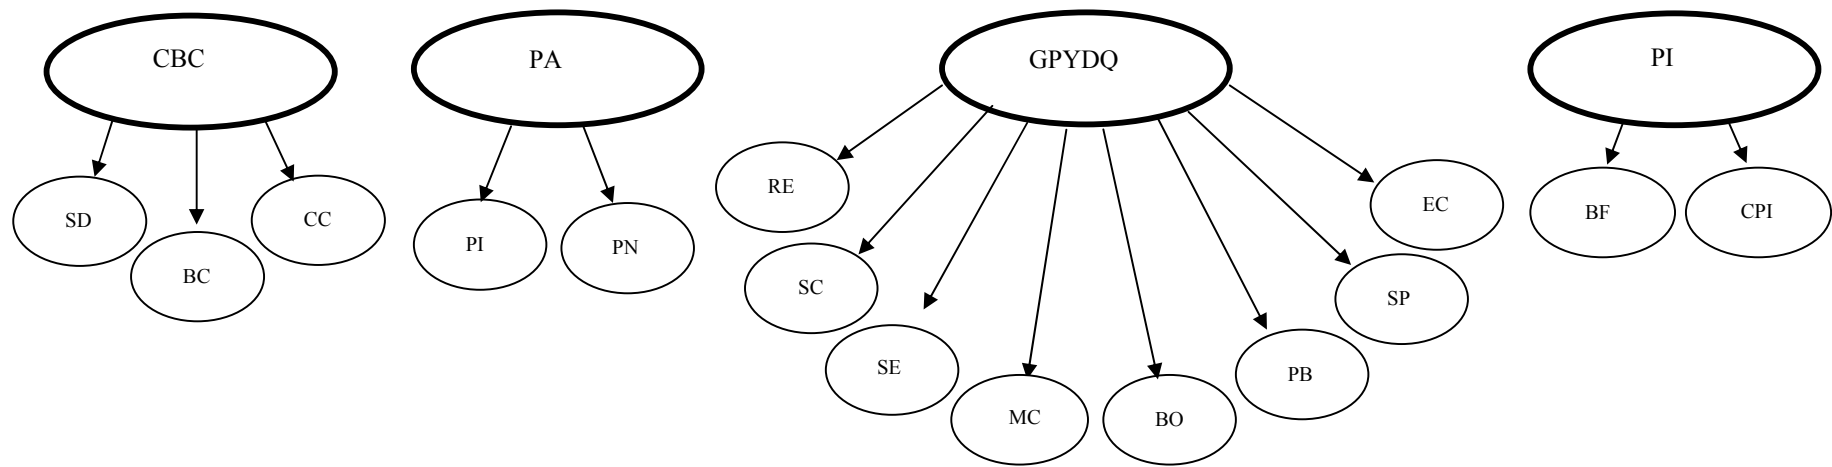 CBC
PA
GPYDQ
PI
SD
BC
CC
PI
PN
RE
SC
SE
MC
BO
PB
SP
EC
BF
CPI